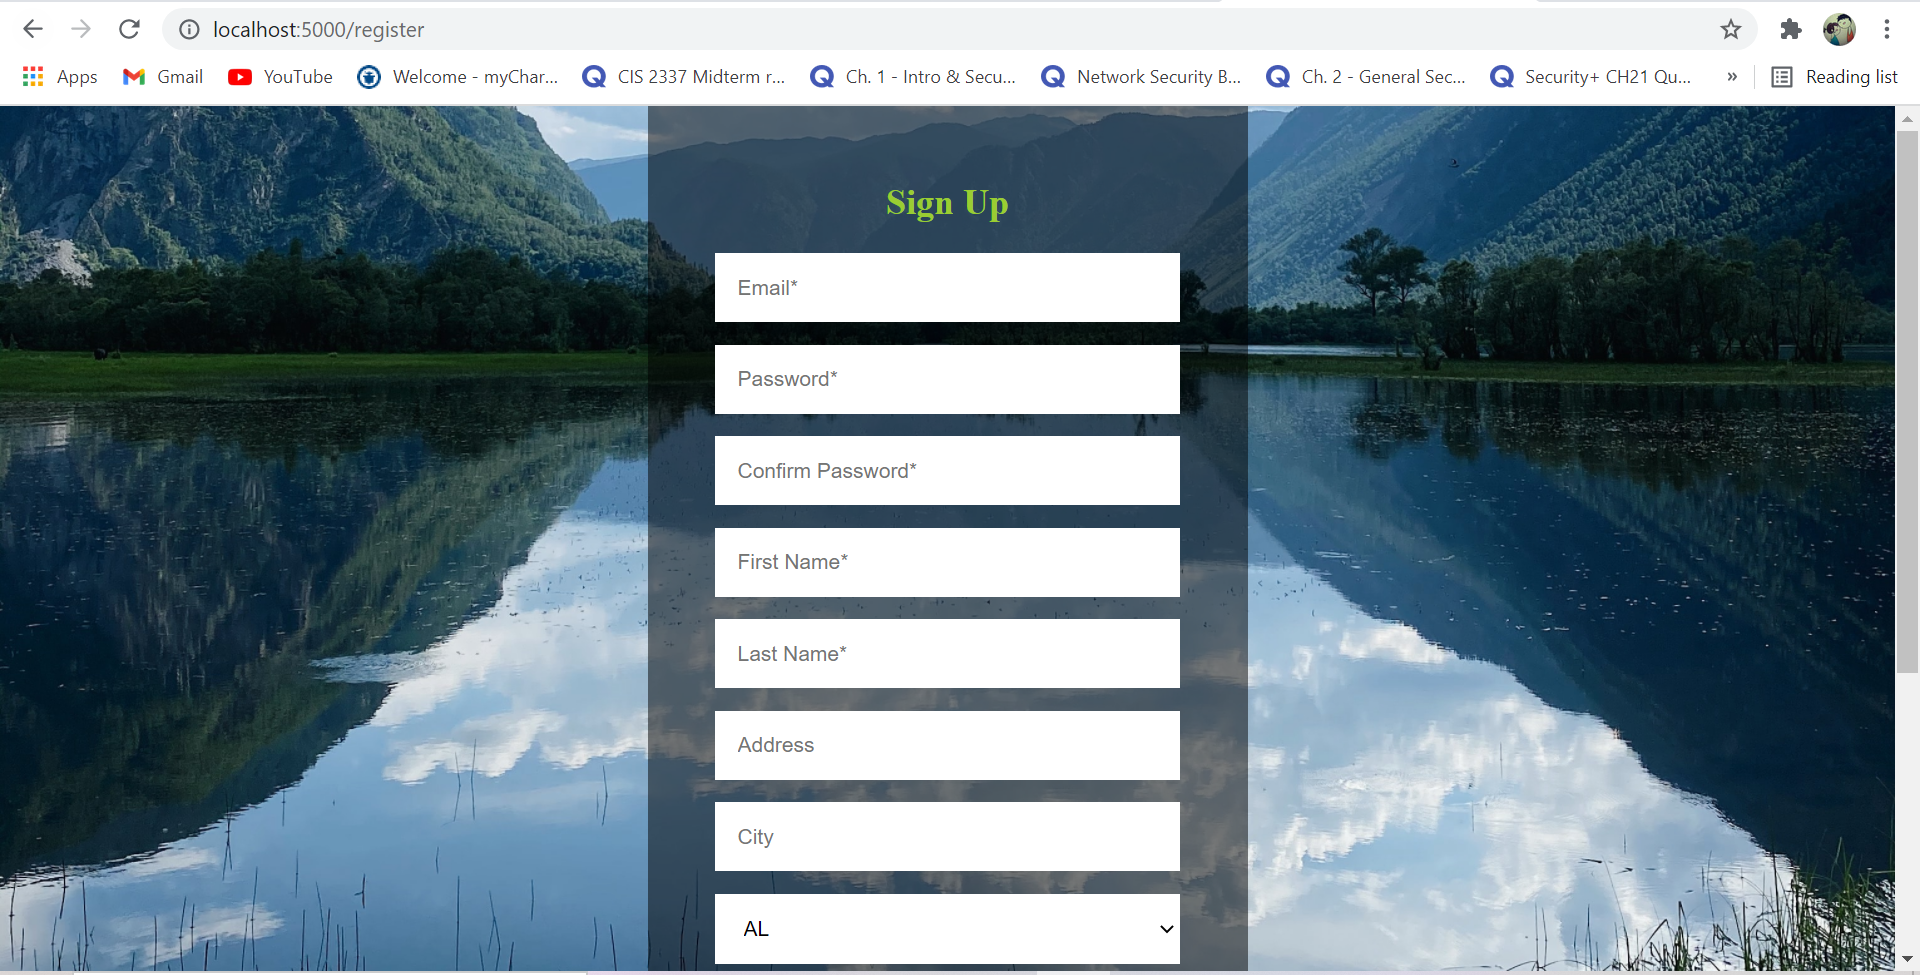 localhost:5000/register
Apps Gmail YouTube Welcome - myChar... CIS 2337 Midterm r... Ch. 1 - Intro & Secu... Network Security B... Ch. 2 - General Sec... Security+ CH21 Qu... » Reading list
Sign Up
Email*
Password*
Confirm Password*
First Name*
Last Name*
Address
City
AL